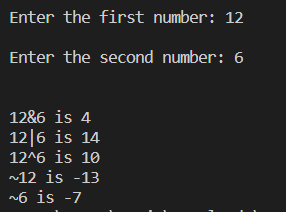 Enter the first number: 12
Enter the second number: 6
12&6 is 4
12|6 is 14
12^6 is 10
~12 is -13
~6 is -7